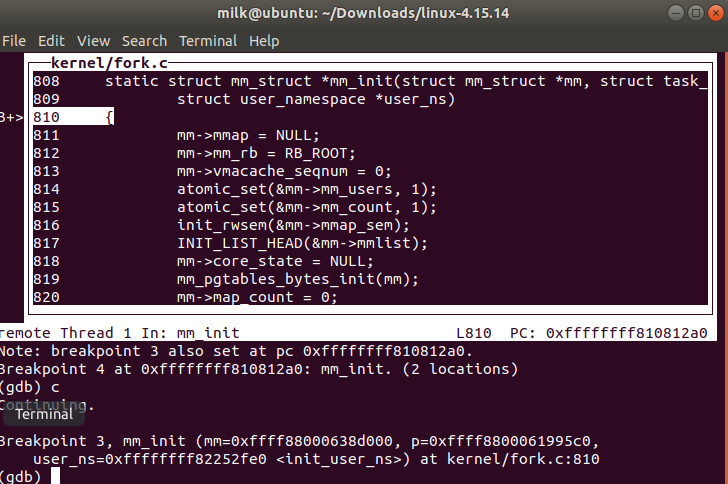 milk@ubuntu: ~/Downloads/linux-4.15.14
File Edit View Search Terminal Help
kernel/fork.c
808 static struct mm_struct *mm_init(struct mm_struct *mm, struct task_
809 struct user_namespace *user_ns)
B+> 810 {
811 mm->mmap = NULL;
812 mm->mm_rb = RB_ROOT;
813 mm->vmacache_seqnum = 0;
814 atomic_set(&mm->mm_users, 1);
815 atomic_set(&mm->mm_count, 1);
816 init_rwsem(&mm->mmap_sem);
817 INIT_LIST_HEAD(&mm->mmlist);
818 mm->core_state = NULL;
819 mm_pgtables_bytes_init(mm);
820 mm->map_count = 0;
remote Thread 1 In: mm_init L810 PC: 0xffffffff810812a0
Note: breakpoint 3 also set at pc 0xffffffff810812a0.
Breakpoint 4 at 0xffffffff810812a0: mm_init. (2 locations)
(gdb) c
Continuing.
Terminal
Breakpoint 3, mm_init (mm=0xffff88000638d000, p=0xffff8800061995c0,
user_ns=0xffffffff82252fe0 <init_user_ns>) at kernel/fork.c:810
(gdb)